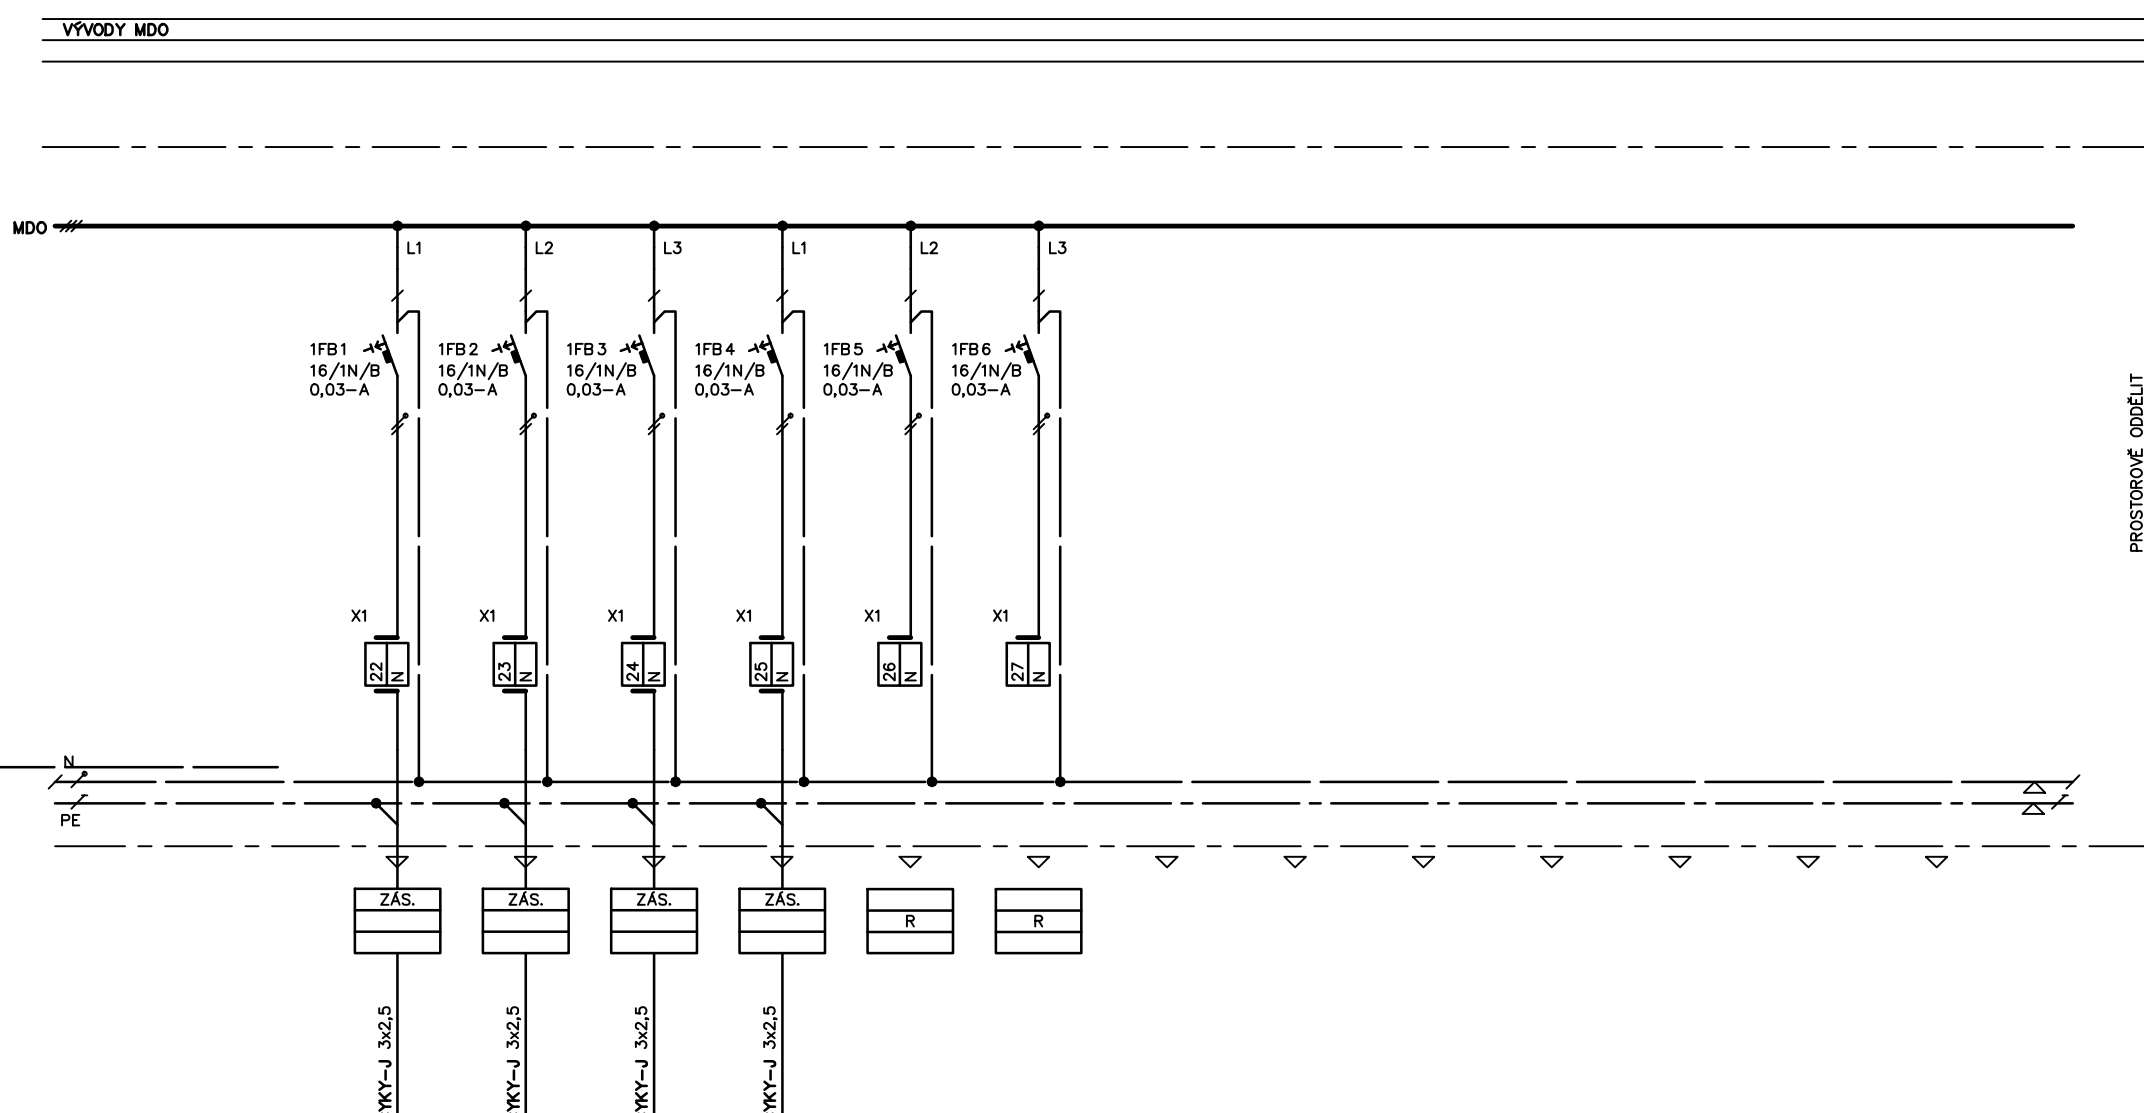 VÝVODY MDO
MDO
L1 L2 L3 L1 L2 L3
1FB1 1FB2 1FB3 1FB4 1FB5 1FB6
16/1N/B 16/1N/B 16/1N/B 16/1N/B 16/1N/B 16/1N/B
0,03-A 0,03-A 0,03-A 0,03-A 0,03-A 0,03-A
PROSTOROVĚ ODDĚLIT
X1 X1 X1 X1 X1 X1
22 N 23 N 24 N 25 N 26 N 27 N
N
PE
ZÁS. ZÁS. ZÁS. ZÁS.
R R
YKY-J 3x2,5 YKY-J 3x2,5 YKY-J 3x2,5 YKY-J 3x2,5